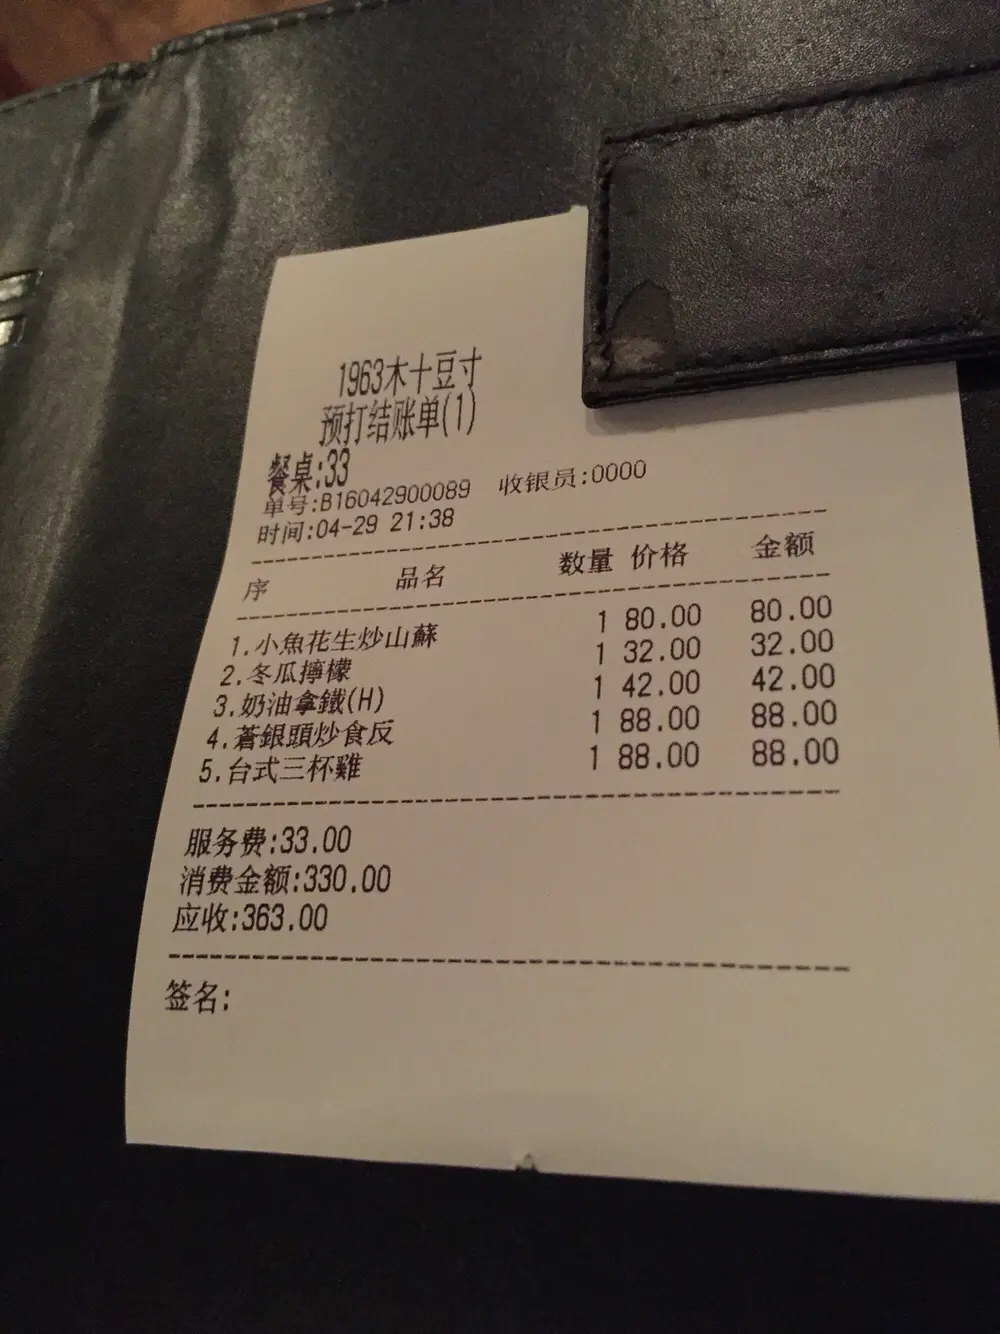 1963木十豆寸
预打结账单(1)
餐桌:33
单号:B16042900089 收银员:0000
时间:04-29 21:38
序 品名 数量 价格 金额
1.小魚花生炒山蘇 1 80.00 80.00
2.冬瓜擰檬 1 32.00 32.00
3.奶油拿鐵(H) 1 42.00 42.00
4.蒼銀頭炒食反 1 88.00 88.00
5.台式三杯雞 1 88.00 88.00
服务费:33.00
消费金额:330.00
应收:363.00
签名: